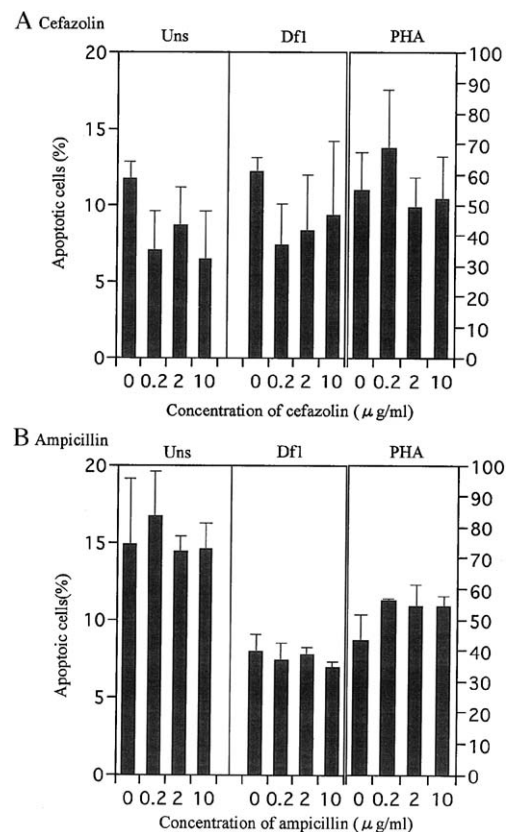 A Cefazolin
Uns Df1 PHA
20 100
90
80
15
70
60
10 50
40
30
5
20
10
0 0
Apoptotic cells (%)
0 0.2 2 10 0 0.2 2 10 0 0.2 2 10
Concentration of cefazolin (μg/ml)
B Ampicillin
Uns Df1 PHA
20 100
90
80
15
70
60
10 50
40
30
5
20
10
0 0
Apoptoic cells(%)
0 0.2 2 10 0 0.2 2 10 0 0.2 2 10
Concentration of ampicillin (μg/ml)